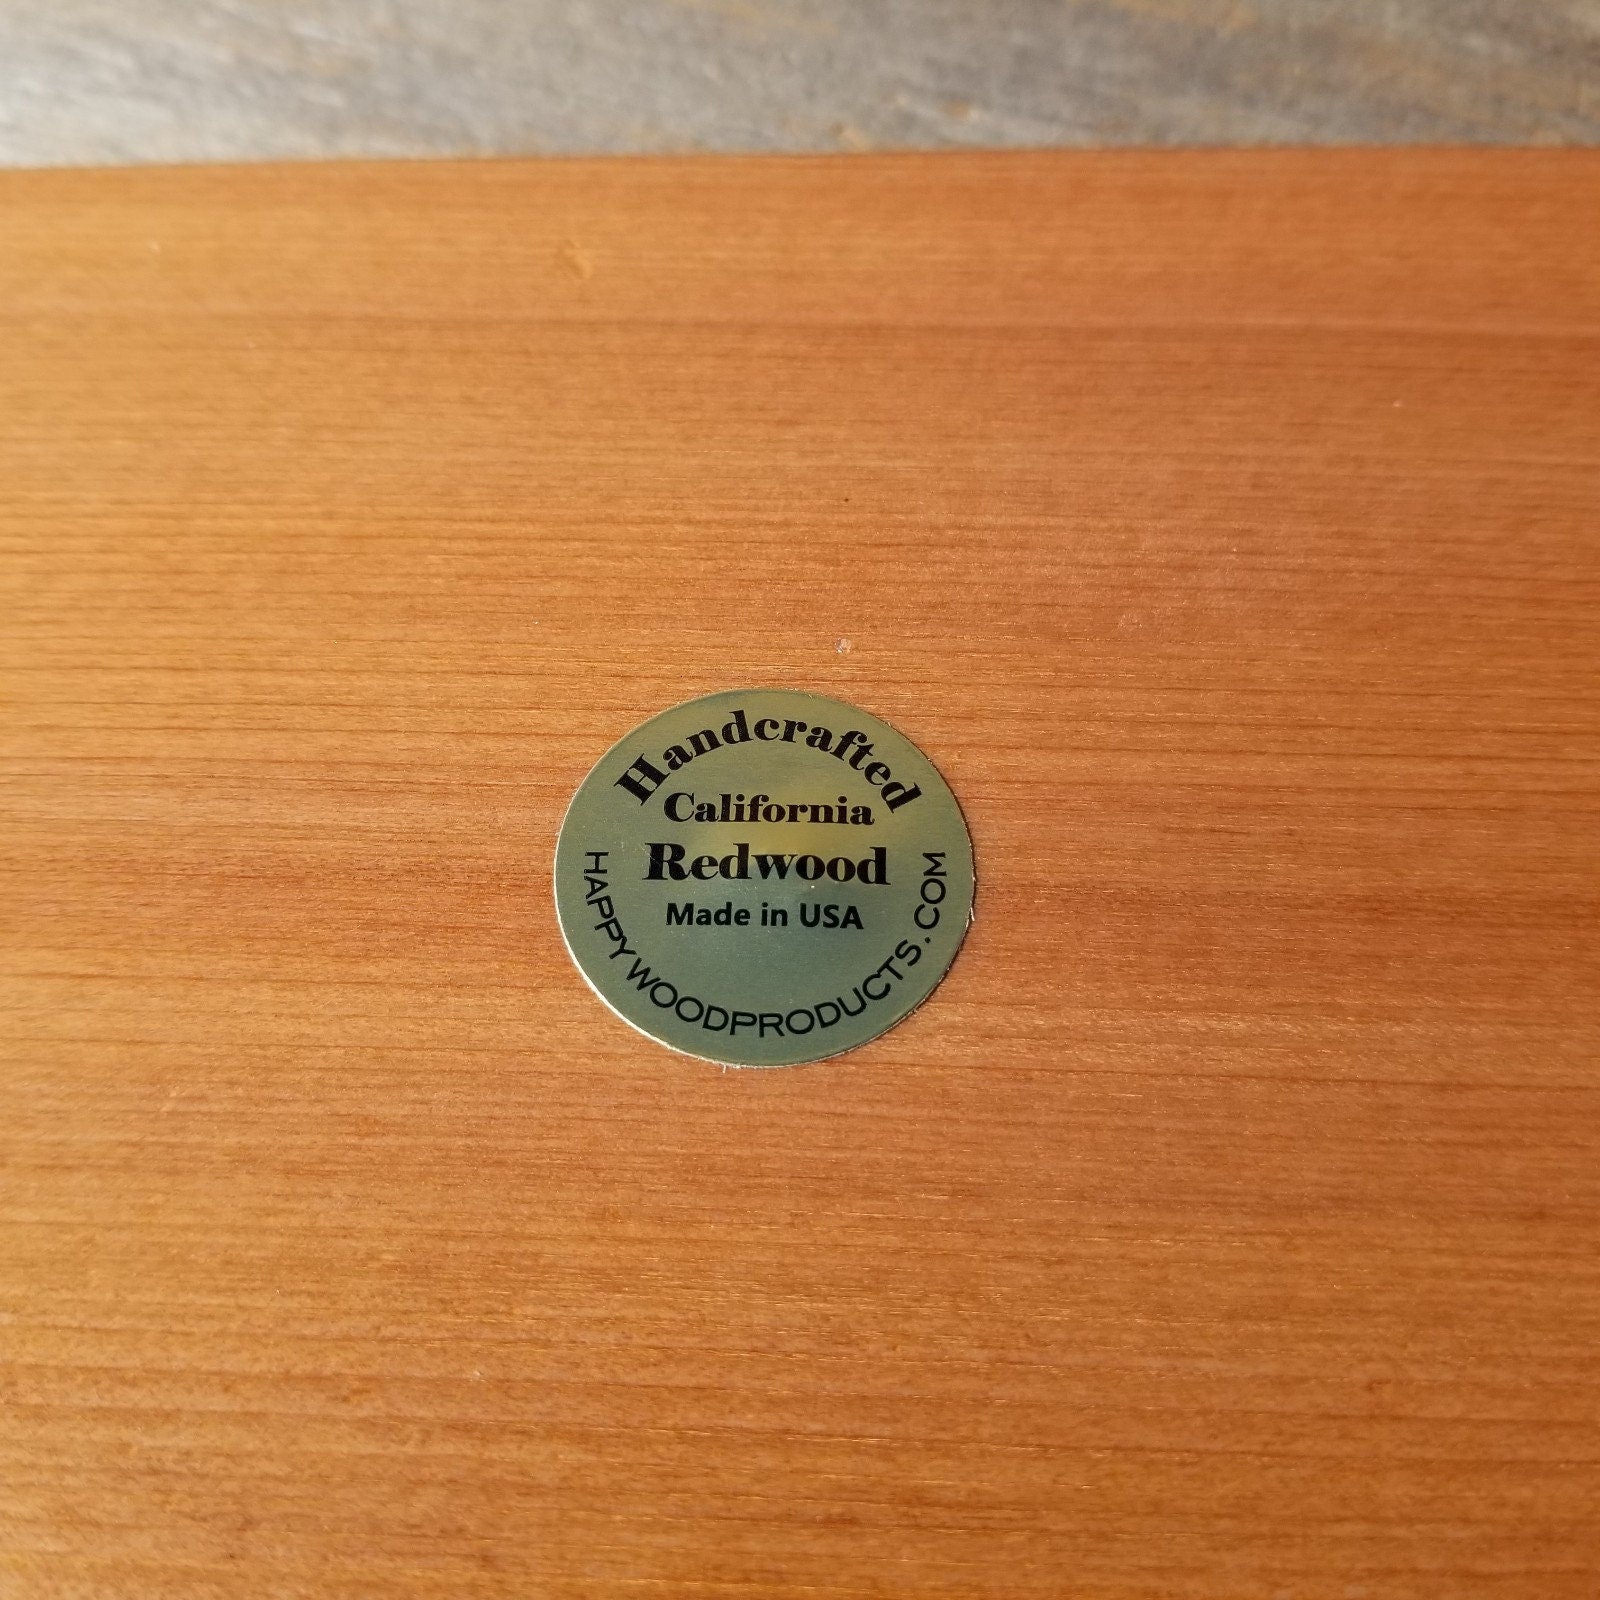 Handcrafted
California
Redwood
Made in USA
HAPPYWOODPRODUCTS.COM